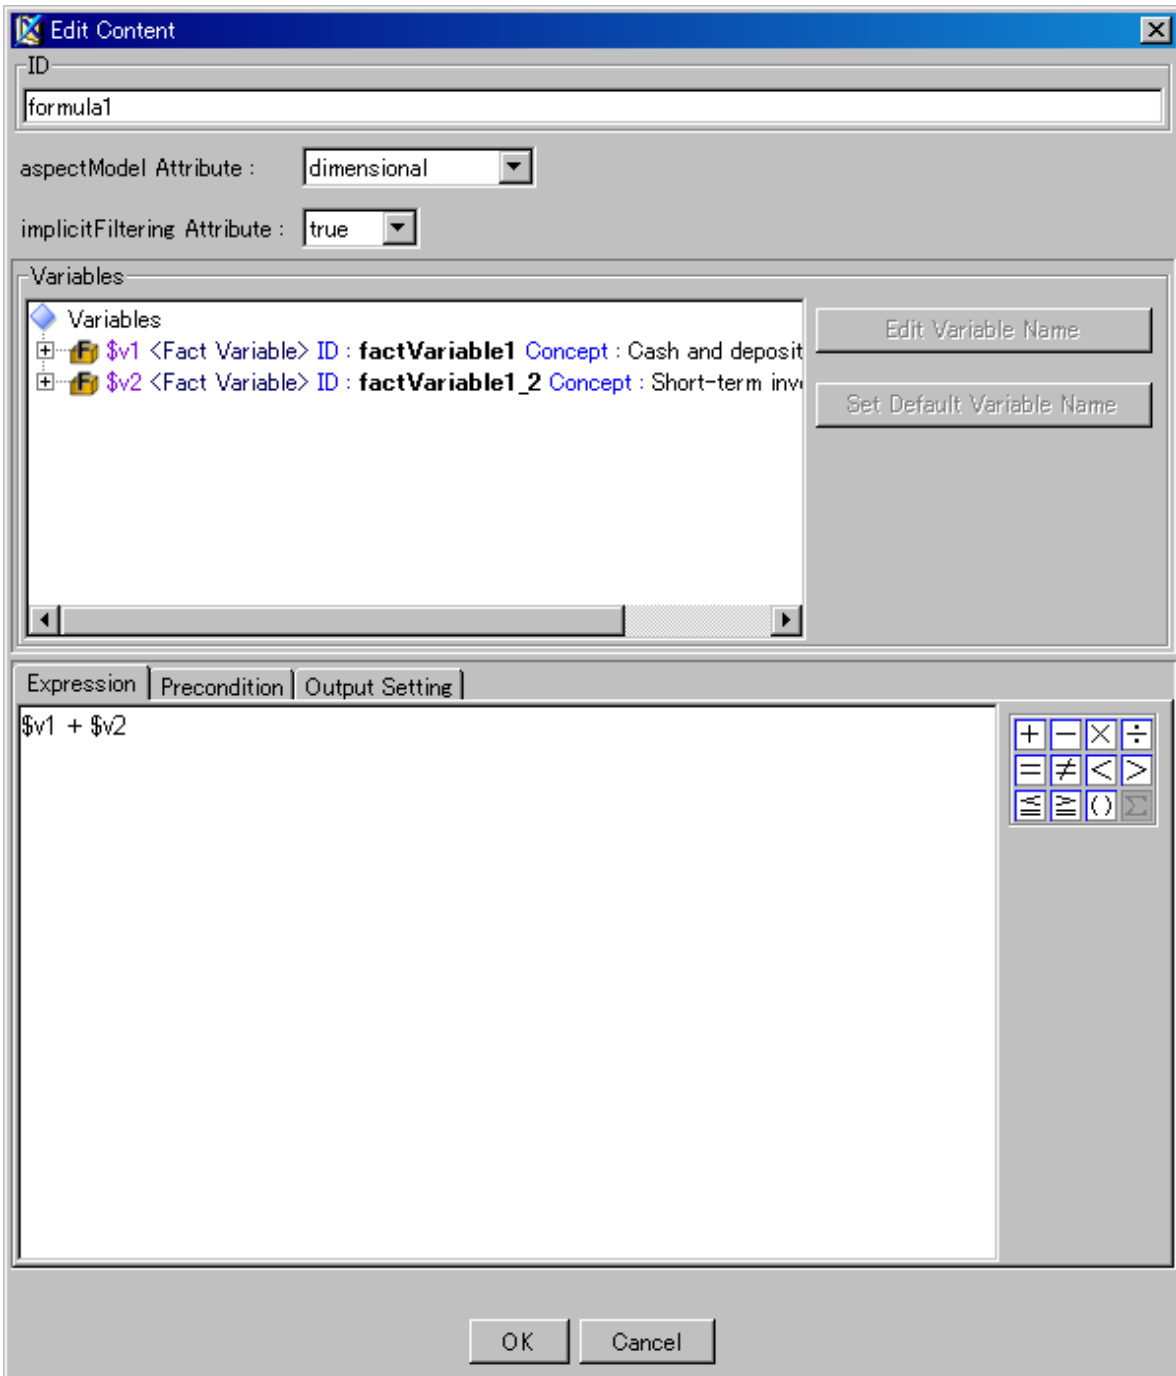 Edit Content
ID
formula1
aspectModel Attribute : dimensional
implicitFiltering Attribute : true
Variables
Variables
$v1 <Fact Variable> ID : factVariable1 Concept : Cash and deposit
$v2 <Fact Variable> ID : factVariable1_2 Concept : Short-term inv
Edit Variable Name
Set Default Variable Name
Expression Precondition Output Setting
$v1 + $v2
+ − × ÷
= ≠ < >
≦ ≧ () Σ
OK Cancel